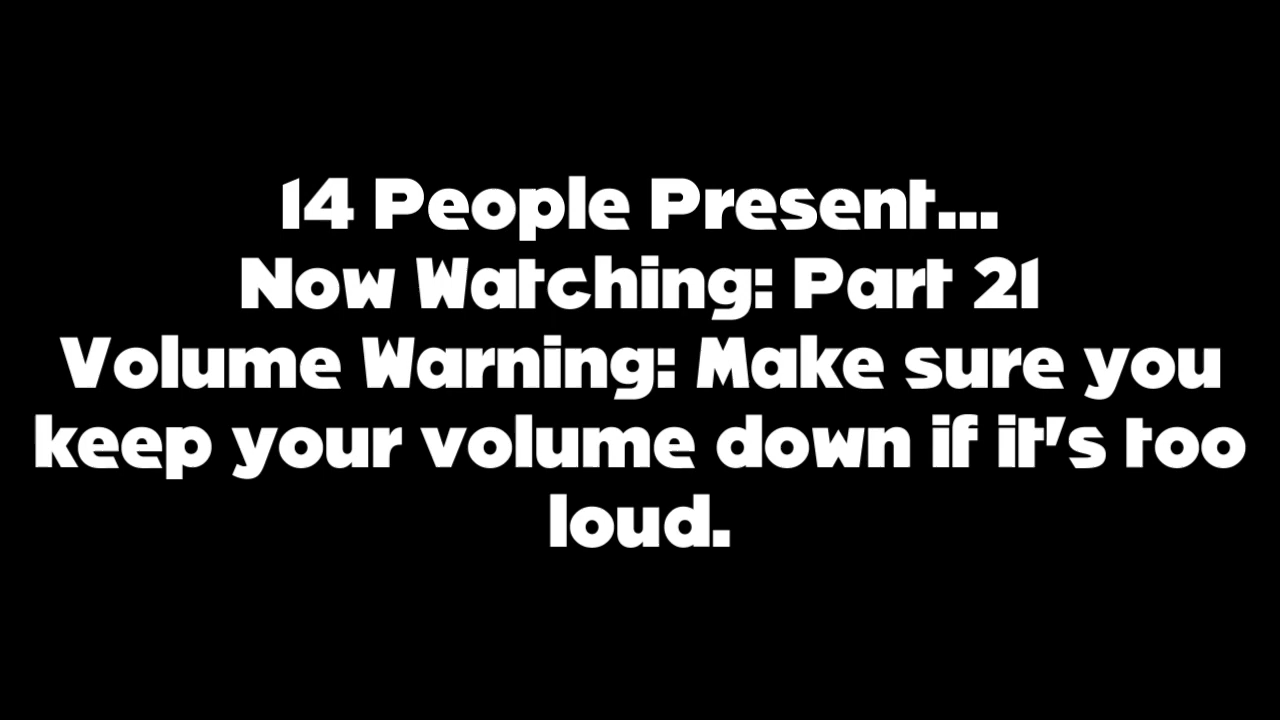 14 People Present...
Now Watching: Part 21
Volume Warning: Make sure you
keep your volume down if it's too
loud.